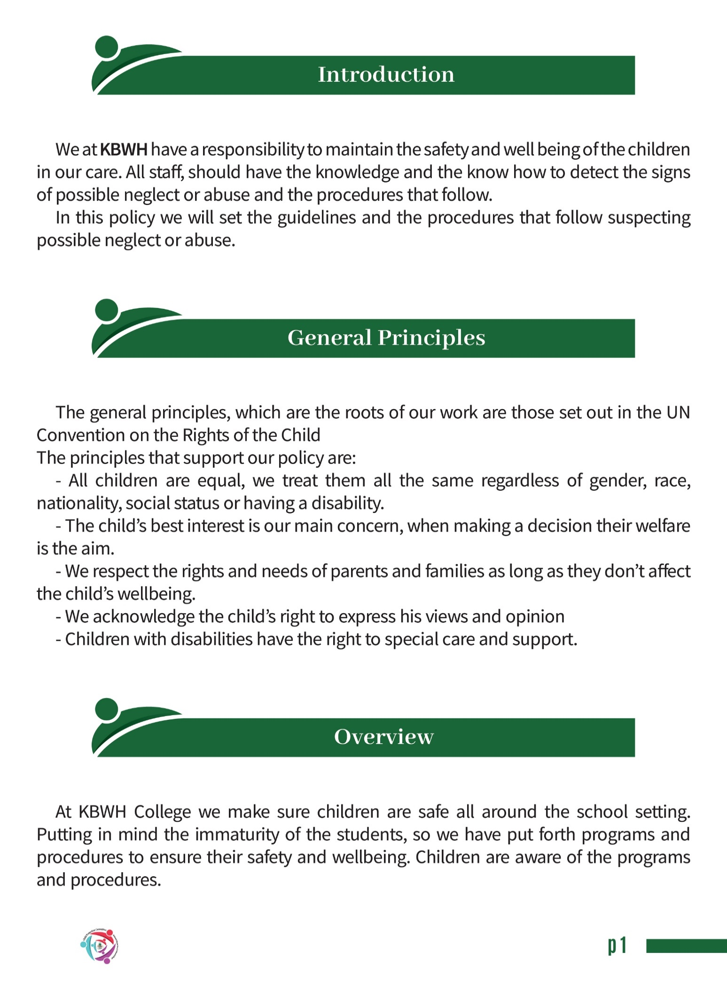 Introduction
We at KBWH have a responsibility to maintain the safety and well being of the children
in our care. All staff, should have the knowledge and the know how to detect the signs
of possible neglect or abuse and the procedures that follow.
In this policy we will set the guidelines and the procedures that follow suspecting
possible neglect or abuse.
General Principles
The general principles, which are the roots of our work are those set out in the UN
Convention on the Rights of the Child
The principles that support our policy are:
- All children are equal, we treat them all the same regardless of gender, race,
nationality, social status or having a disability.
- The child’s best interest is our main concern, when making a decision their welfare
is the aim.
- We respect the rights and needs of parents and families as long as they don’t affect
the child’s wellbeing.
- We acknowledge the child’s right to express his views and opinion
- Children with disabilities have the right to special care and support.
Overview
At KBWH College we make sure children are safe all around the school setting.
Putting in mind the immaturity of the students, so we have put forth programs and
procedures to ensure their safety and wellbeing. Children are aware of the programs
and procedures.
Child Protection Committee
p 1